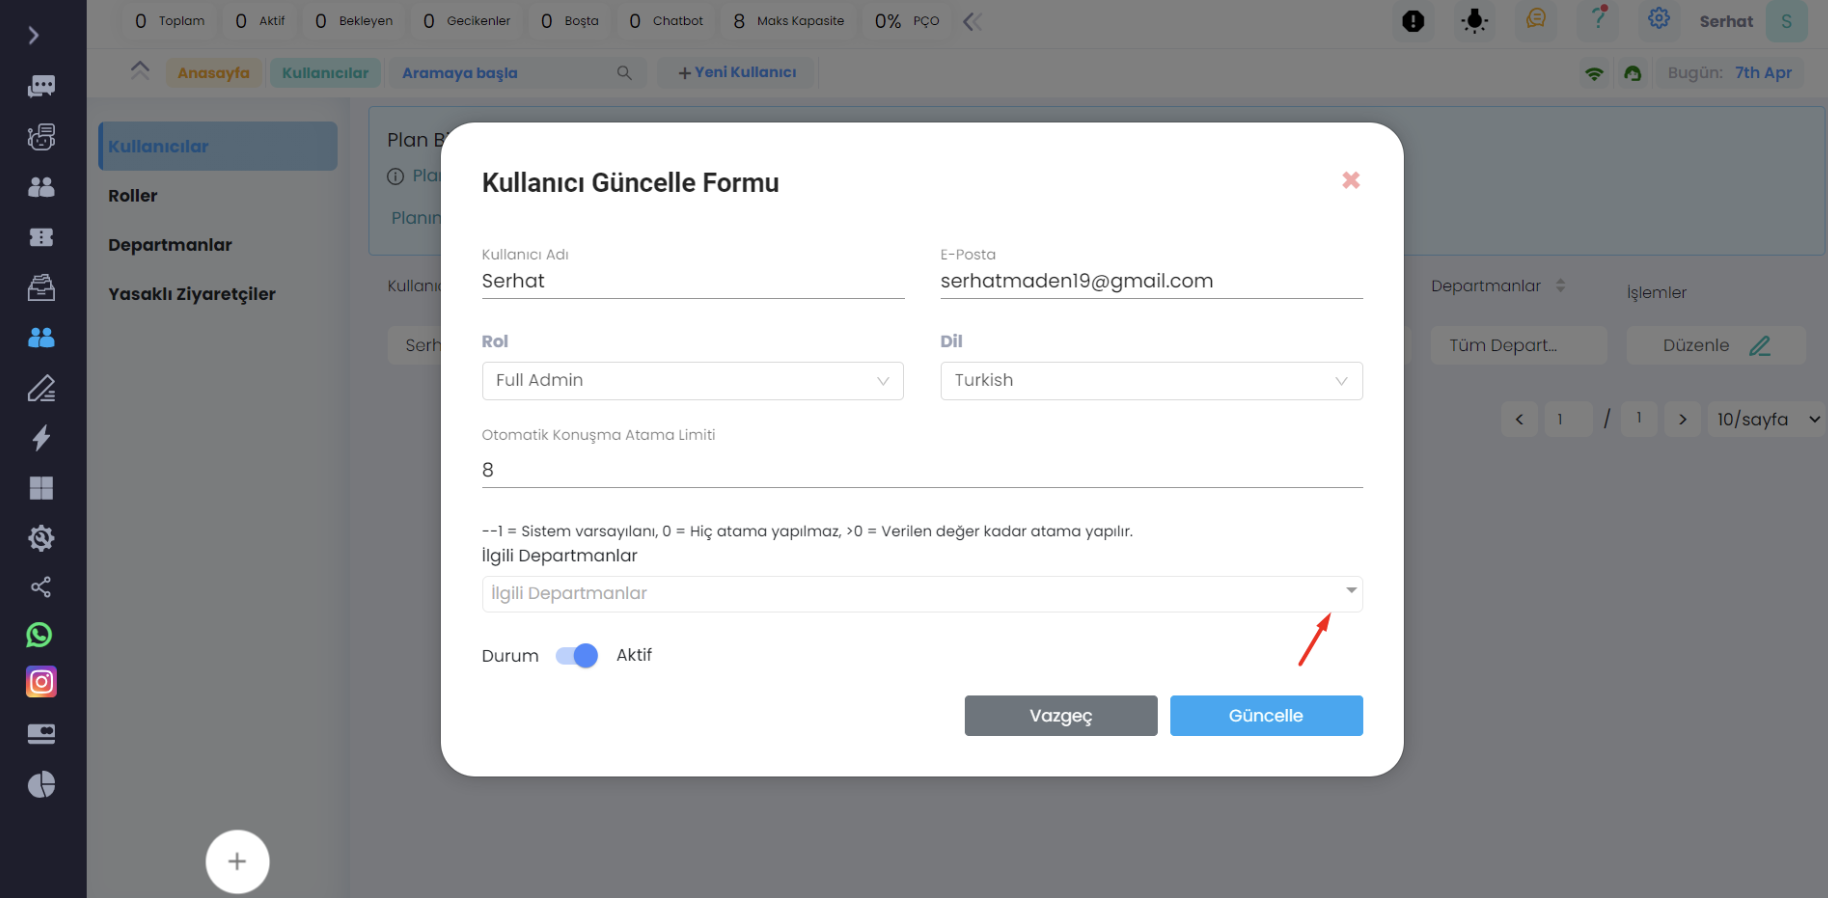 0 Toplam 0 Aktif 0 Bekleyen 0 Gecikenler 0 Boşta 0 Chatbot 8 Maks Kapasite 0% PÇO Serhat S
Anasayfa Kullanıcılar Aramaya başla + Yeni Kullanıcı Bugün: 7th Apr
Kullanıcılar
Roller
Departmanlar
Yasaklı Ziyaretçiler
Plan
Kullanıcı Güncelle Formu
Kullanıcı Adı
Serhat
E-Posta
serhatmaden19@gmail.com
Rol
Full Admin
Dil
Turkish
Otomatik Konuşma Atama Limiti
8
--1 = Sistem varsayılanı, 0 = Hiç atama yapılmaz, >0 = Verilen değer kadar atama yapılır.
İlgili Departmanlar
İlgili Departmanlar
Durum Aktif
Vazgeç Güncelle
Departmanlar İşlemler
Tüm Depart... Düzenle
< 1 / 1 > 10/sayfa
+